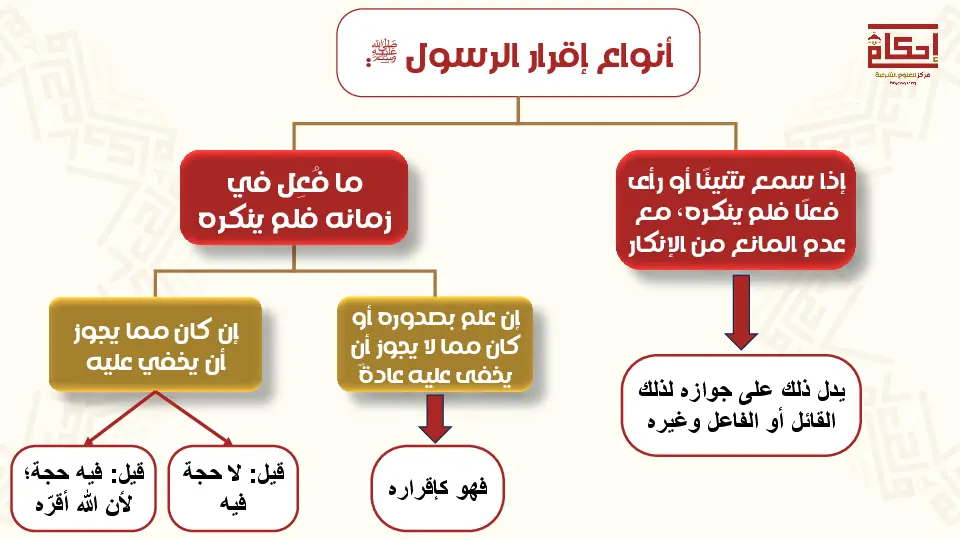 أنواع إقرار الرسول ﷺ:
إحكام
مركز للعلوم الشرعية
إذا سمع شيئًا أو رأى
فعلًا فلم ينكره، مع
عدم المانع من الإنكار
ما فُعِل في
زمانه فلم ينكره
يدل ذلك على جوازه لذلك
القائل أو الفاعل وغيره
إن علم بصدوره أو
كان مما لا يجوز أن
يخفى عليه عادةً
إن كان مما يجوز
أن يخفي عليه
فهو كإقراره
قيل: لا حجة
فيه
قيل: فيه حجة؛
لأن الله أقرّه